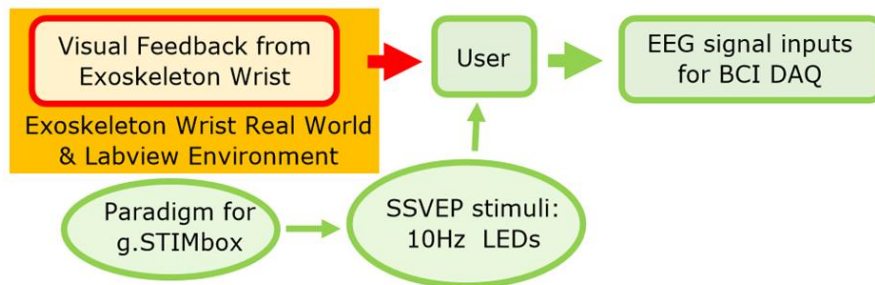 Visual Feedback from
Exoskeleton Wrist
Exoskeleton Wrist Real World
& Labview Environment
User
EEG signal inputs
for BCI DAQ
Paradigm for
g.STIMbox
SSVEP stimuli:
10Hz LEDs